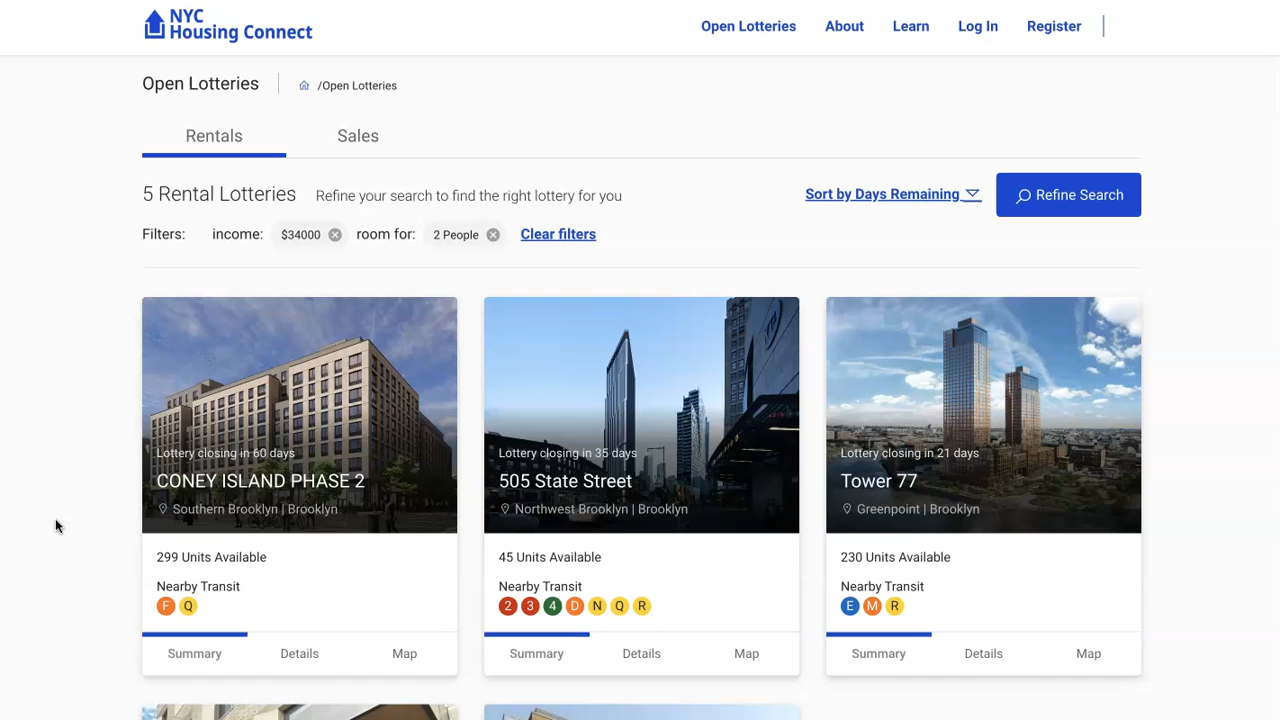 NYC
Housing Connect
Open Lotteries
About
Learn
Log In
Register
Open Lotteries
/Open Lotteries
Rentals
Sales
5 Rental Lotteries
Refine your search to find the right lottery for you
Sort by Days Remaining
Refine Search
Filters:
income:
$34000
room for:
2 People
Clear filters
Lottery closing in 60 days
CONEY ISLAND PHASE 2
Southern Brooklyn | Brooklyn
299 Units Available
Nearby Transit
F Q
Summary
Details
Map
Lottery closing in 35 days
505 State Street
Northwest Brooklyn | Brooklyn
45 Units Available
Nearby Transit
2 3 4 D N Q R
Summary
Details
Map
Lottery closing in 21 days
Tower 77
Greenpoint | Brooklyn
230 Units Available
Nearby Transit
E M R
Summary
Details
Map